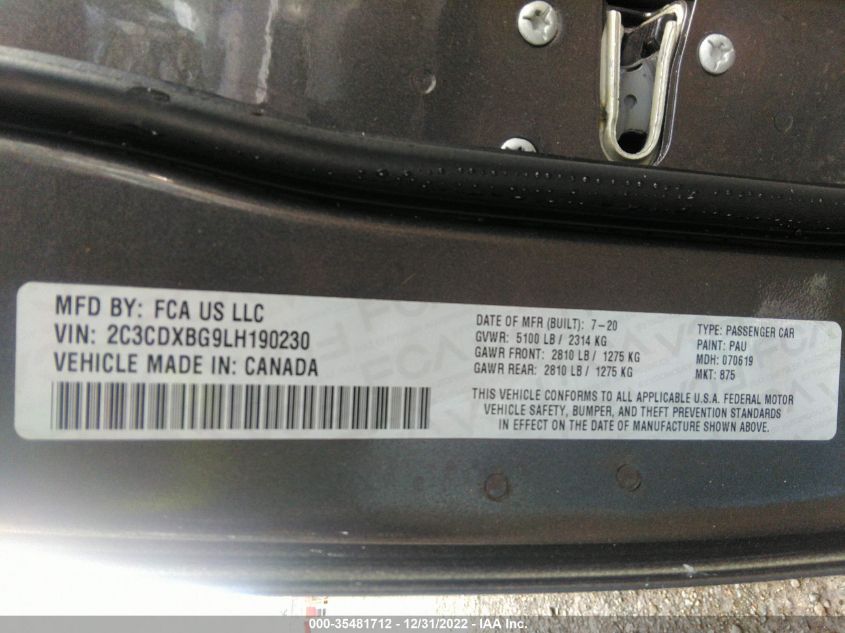 MFD BY: FCA US LLC
VIN: 2C3CDXBG9LH190230
VEHICLE MADE IN: CANADA
DATE OF MFR (BUILT): 7-20
GVWR: 5100 LB / 2314 KG
GAWR FRONT: 2810 LB / 1275 KG
GAWR REAR: 2810 LB / 1275 KG
TYPE: PASSENGER CAR
PAINT: PAU
MDH: 070619
MKT: 875
THIS VEHICLE CONFORMS TO ALL APPLICABLE U.S.A. FEDERAL MOTOR
VEHICLE SAFETY, BUMPER, AND THEFT PREVENTION STANDARDS
IN EFFECT ON THE DATE OF MANUFACTURE SHOWN ABOVE.
000-35481712 - 12/31/2022 - IAA Inc.